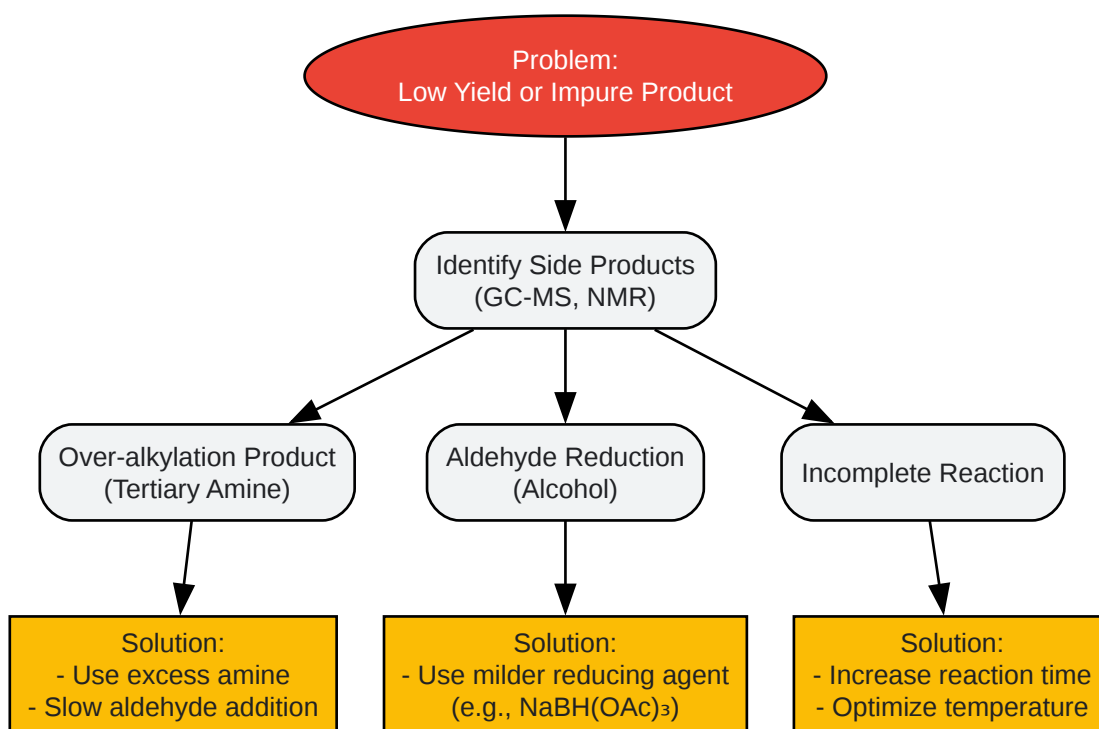 Problem:
Low Yield or Impure Product
Identify Side Products
(GC-MS, NMR)
Over-alkylation Product
(Tertiary Amine)
Aldehyde Reduction
(Alcohol)
Incomplete Reaction
Solution:
- Use excess amine
- Slow aldehyde addition
Solution:
- Use milder reducing agent
(e.g., NaBH(OAc)₃)
Solution:
- Increase reaction time
- Optimize temperature